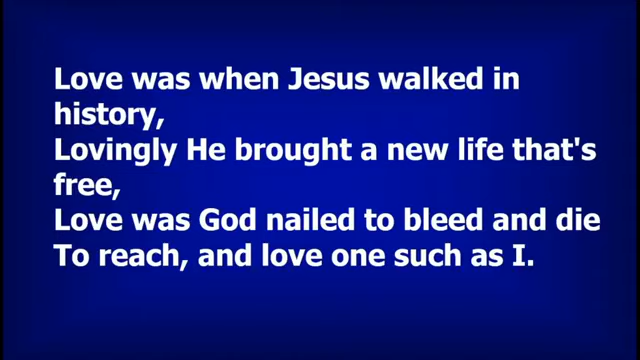 Love was when Jesus walked in
history,
Lovingly He brought a new life that's
free,
Love was God nailed to bleed and die
To reach, and love one such as I.